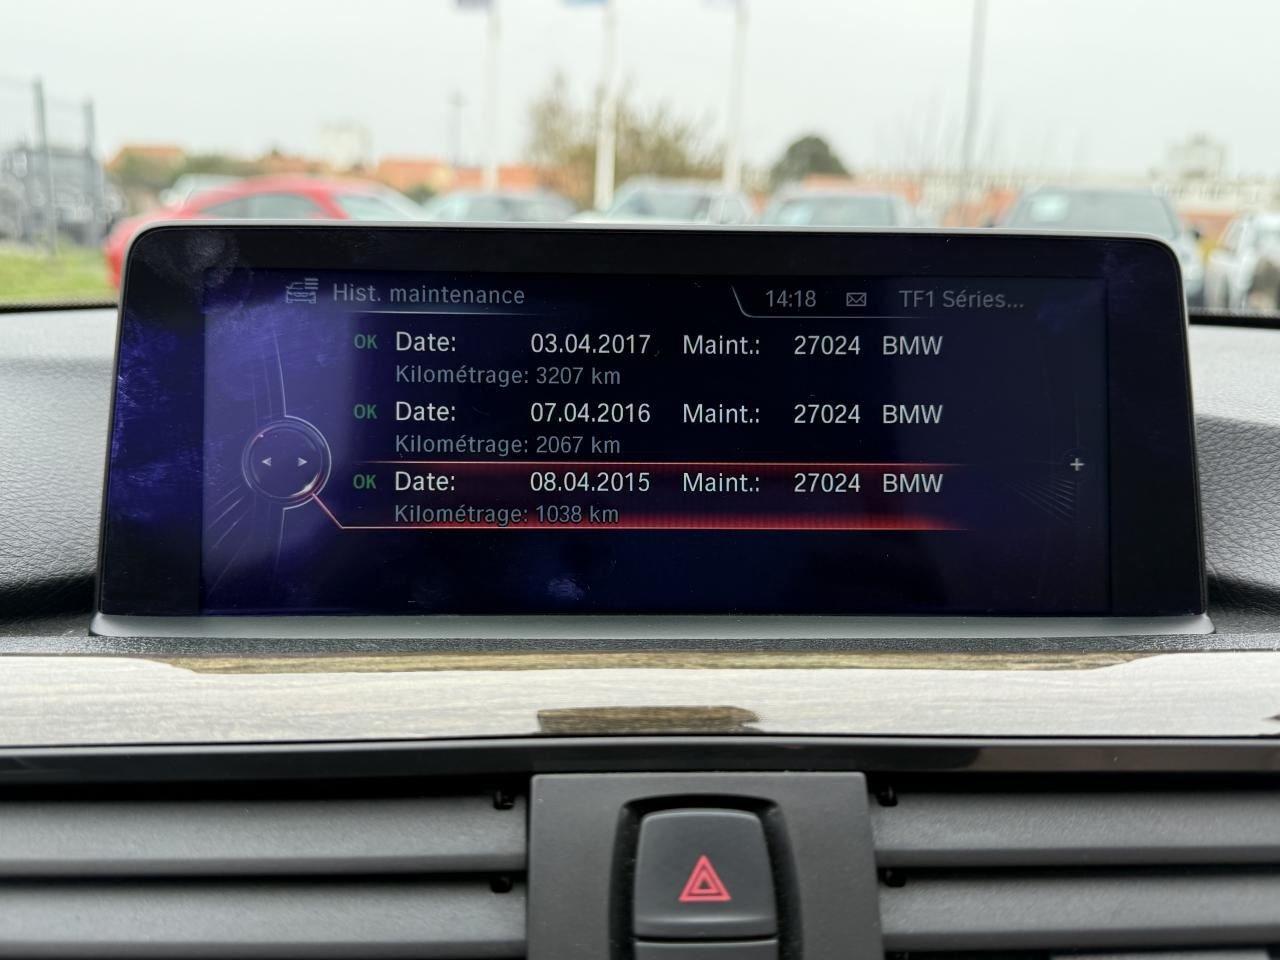 Hist. maintenance 14:18 TF1 Séries...
OK Date: 03.04.2017 Maint.: 27024 BMW
Kilométrage: 3207 km
OK Date: 07.04.2016 Maint.: 27024 BMW
Kilométrage: 2067 km
OK Date: 08.04.2015 Maint.: 27024 BMW
Kilométrage: 1038 km